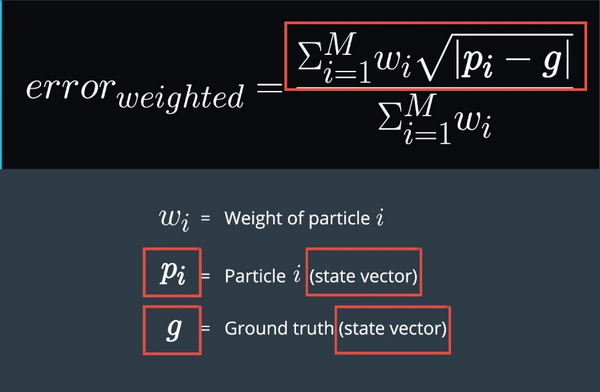 error_weighted = Σ_{i=1}^{M} w_i √|p_i − g| / Σ_{i=1}^{M} w_i
w_i = Weight of particle i
p_i = Particle i (state vector)
g = Ground truth (state vector)